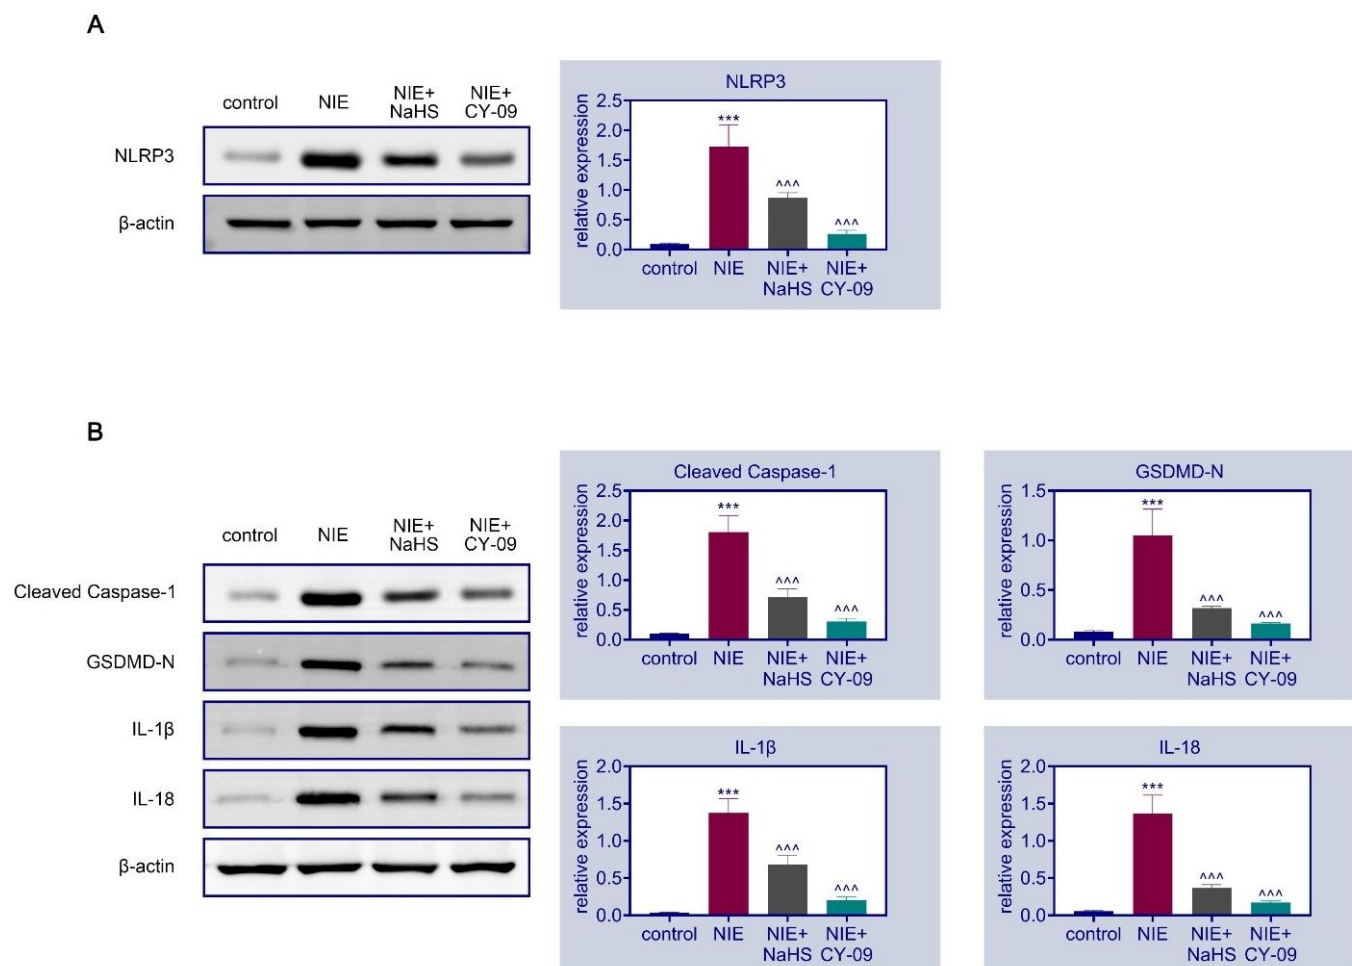 A
control NIE NIE+ NaHS NIE+ CY-09
NLRP3
β-actin
NLRP3
relative expression
2.5
2.0
1.5
1.0
0.5
0.0
***
^^^
^^^
control NIE NIE+ NaHS NIE+ CY-09
B
control NIE NIE+ NaHS NIE+ CY-09
Cleaved Caspase-1
GSDMD-N
IL-1β
IL-18
β-actin
Cleaved Caspase-1
relative expression
2.5
2.0
1.5
1.0
0.5
0.0
***
^^^
^^^
control NIE NIE+ NaHS NIE+ CY-09
GSDMD-N
relative expression
1.5
1.0
0.5
0.0
***
^^^
^^^
control NIE NIE+ NaHS NIE+ CY-09
IL-1β
relative expression
2.0
1.5
1.0
0.5
0.0
***
^^^
^^^
control NIE NIE+ NaHS NIE+ CY-09
IL-18
relative expression
2.0
1.5
1.0
0.5
0.0
***
^^^
^^^
control NIE NIE+ NaHS NIE+ CY-09